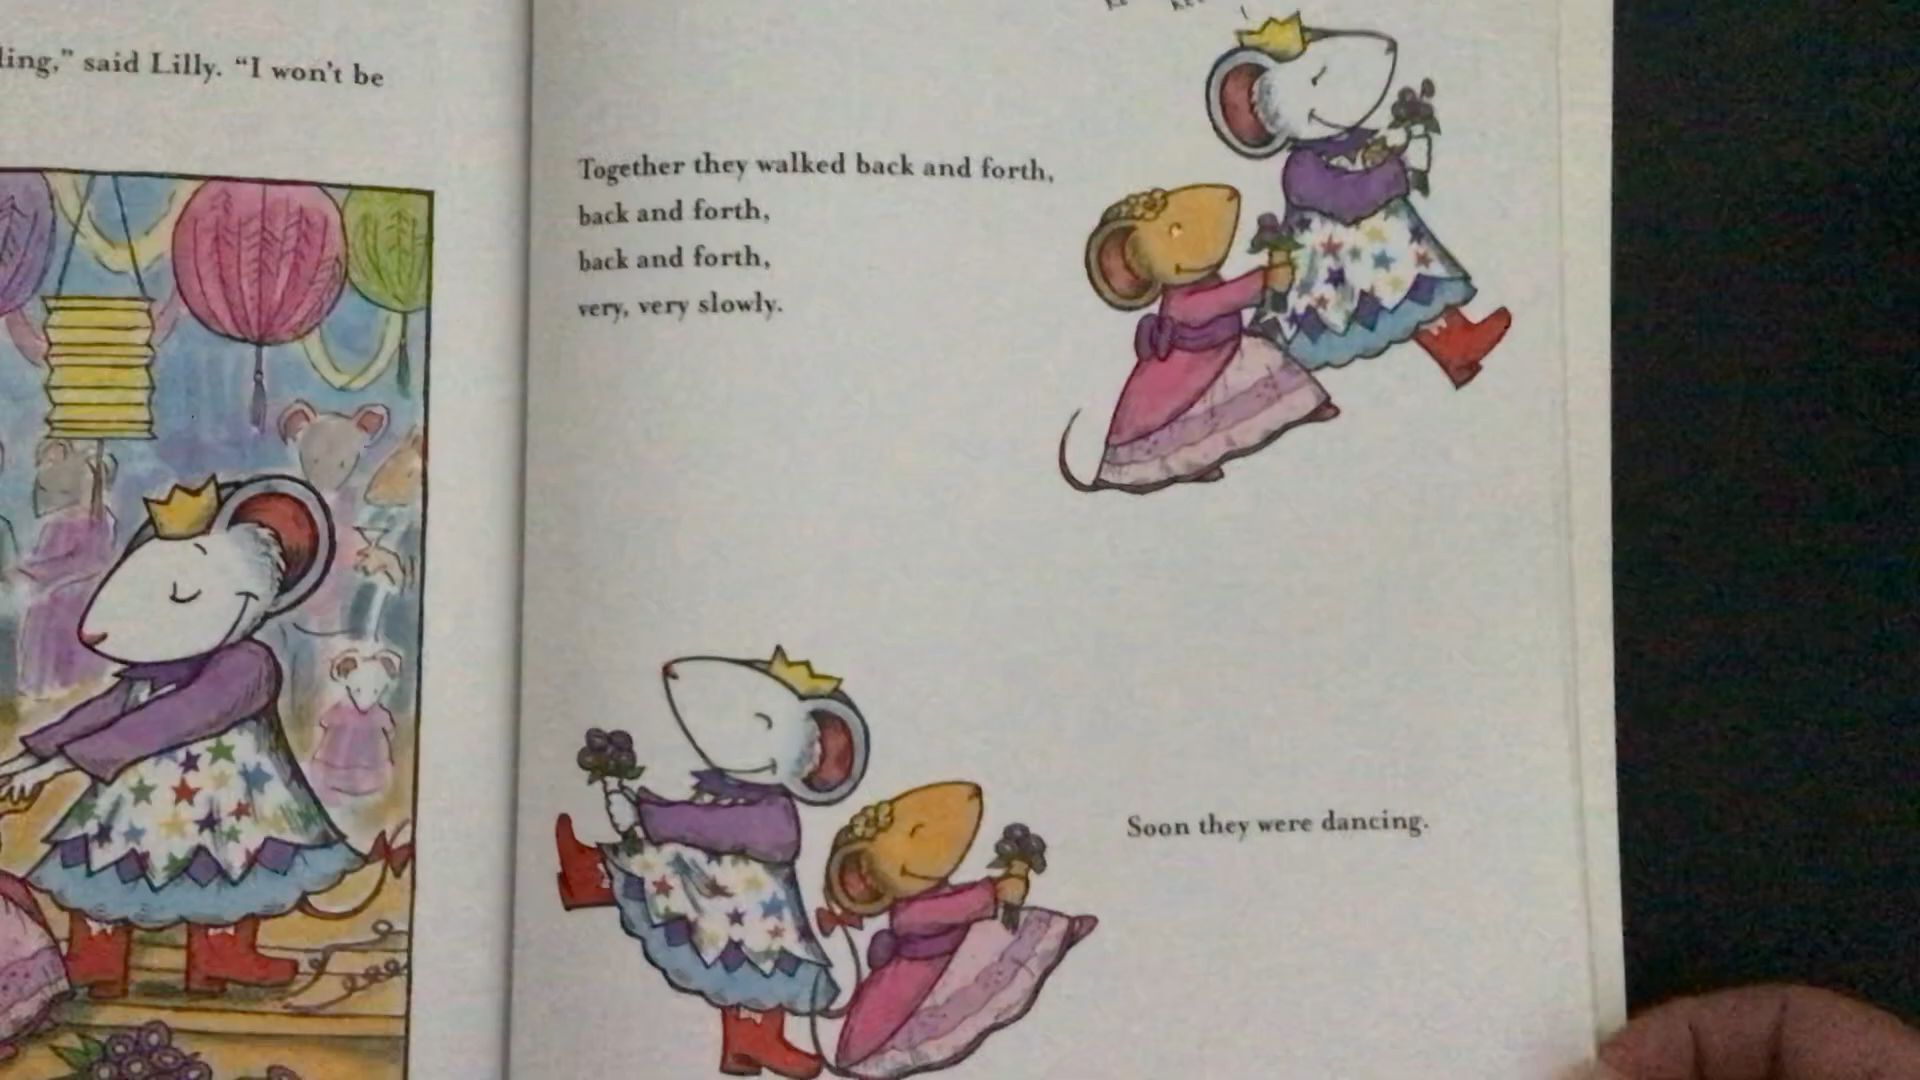 ling,” said Lilly. “I won’t be
Together they walked back and forth,
back and forth,
back and forth,
very, very slowly.
Soon they were dancing.